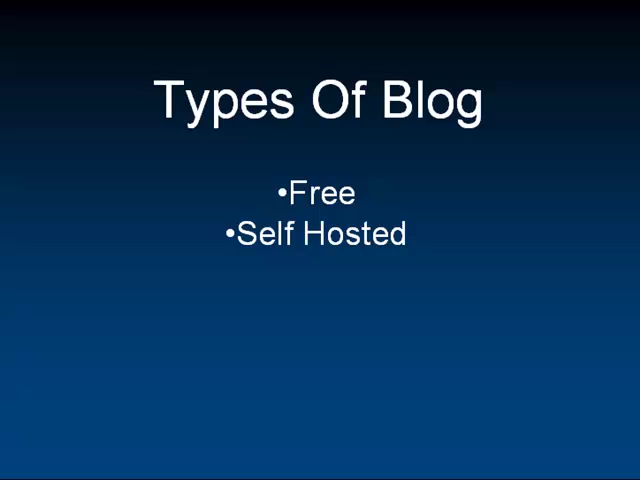 Types Of Blog
•Free
•Self Hosted